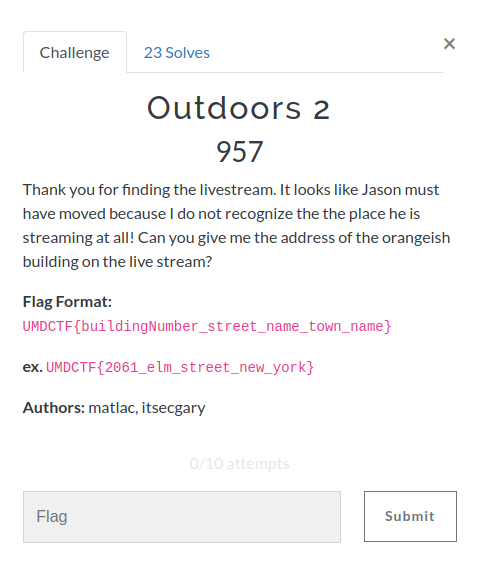 Challenge
23 Solves
×
Outdoors 2
957
Thank you for finding the livestream. It looks like Jason must
have moved because I do not recognize the the place he is
streaming at all! Can you give me the address of the orangeish
building on the live stream?
Flag Format:
UMDCTF{buildingNumber_street_name_town_name}
ex. UMDCTF{2061_elm_street_new_york}
Authors: matlac, itsecgary
0/10 attempts
Flag
Submit